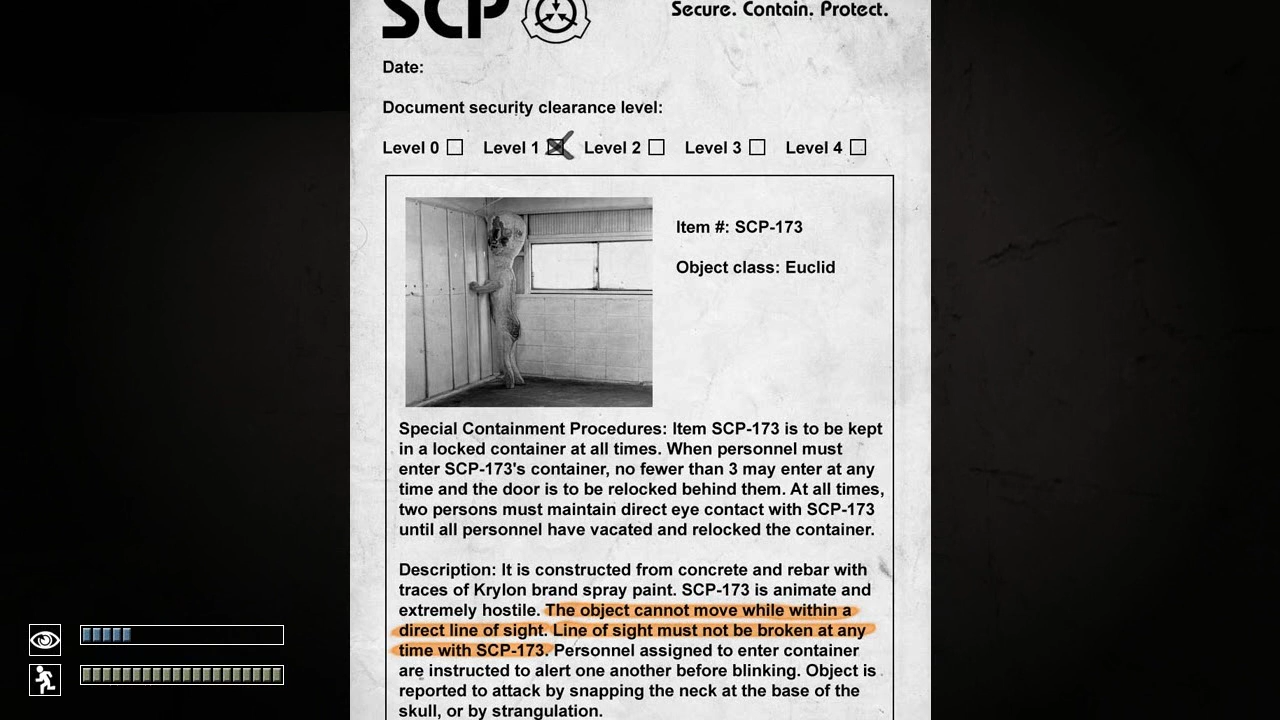 SCP
Secure. Contain. Protect.
Date:
Document security clearance level:
Level 0 Level 1 Level 2 Level 3 Level 4
Item #: SCP-173
Object class: Euclid
Special Containment Procedures: Item SCP-173 is to be kept
in a locked container at all times. When personnel must
enter SCP-173's container, no fewer than 3 may enter at any
time and the door is to be relocked behind them. At all times,
two persons must maintain direct eye contact with SCP-173
until all personnel have vacated and relocked the container.
Description: It is constructed from concrete and rebar with
traces of Krylon brand spray paint. SCP-173 is animate and
extremely hostile. The object cannot move while within a
direct line of sight. Line of sight must not be broken at any
time with SCP-173. Personnel assigned to enter container
are instructed to alert one another before blinking. Object is
reported to attack by snapping the neck at the base of the
skull, or by strangulation.